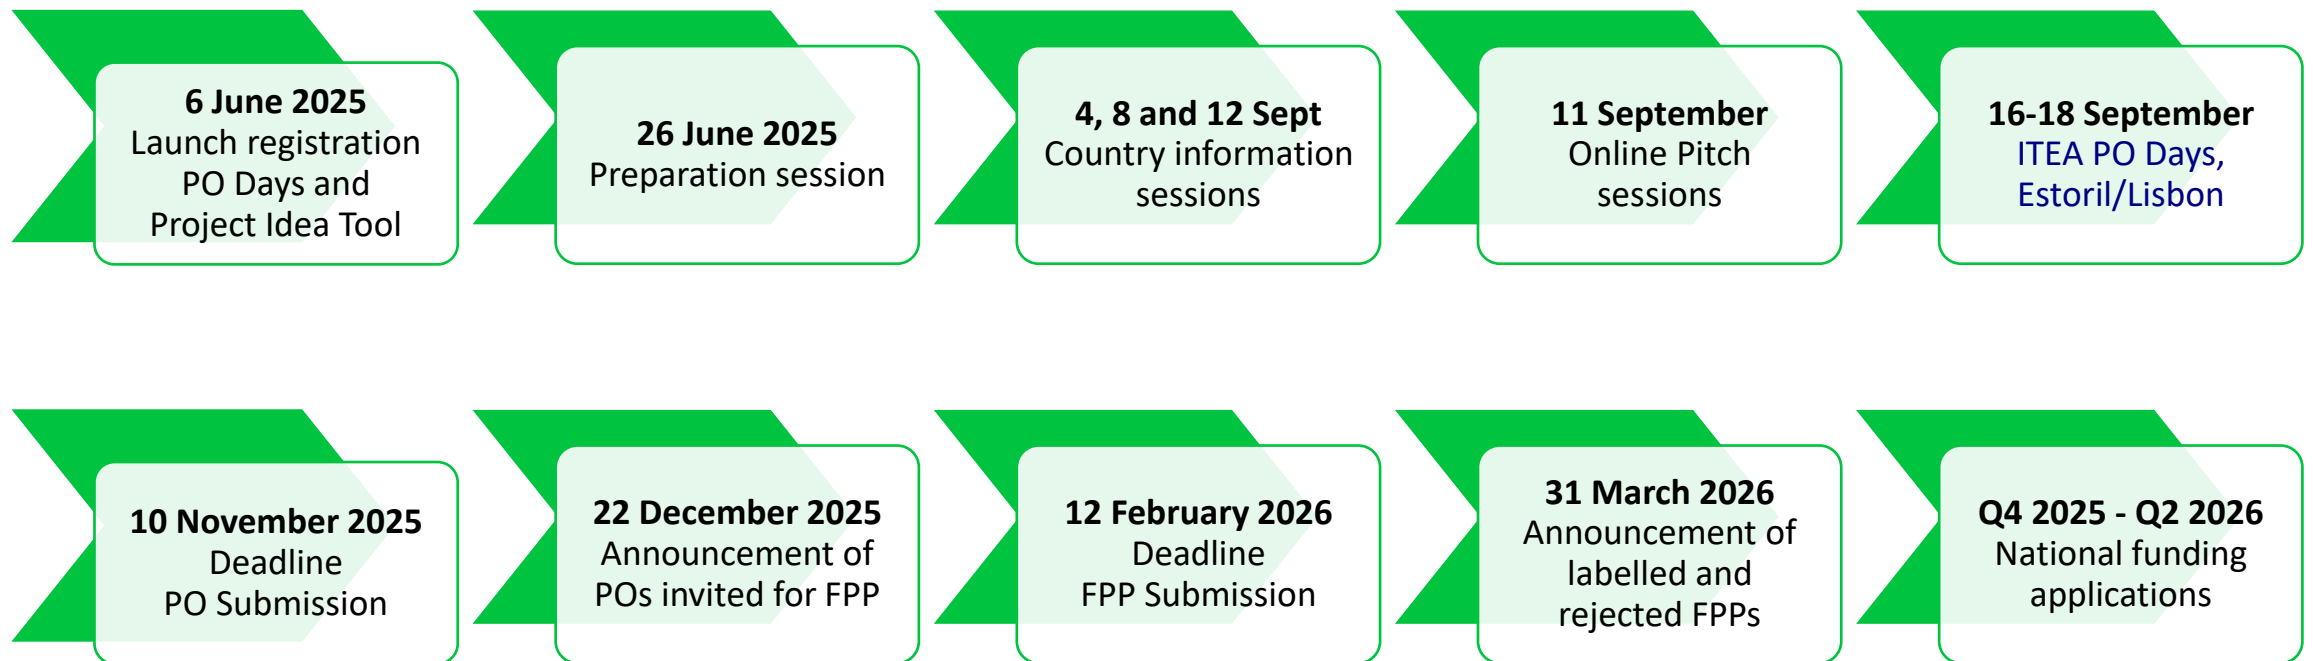 6 June 2025
Launch registration
PO Days and
Project Idea Tool
26 June 2025
Preparation session
4, 8 and 12 Sept
Country information
sessions
11 September
Online Pitch
sessions
16-18 September
ITEA PO Days,
Estoril/Lisbon
10 November 2025
Deadline
PO Submission
22 December 2025
Announcement of
POs invited for FPP
12 February 2026
Deadline
FPP Submission
31 March 2026
Announcement of
labelled and
rejected FPPs
Q4 2025 - Q2 2026
National funding
applications